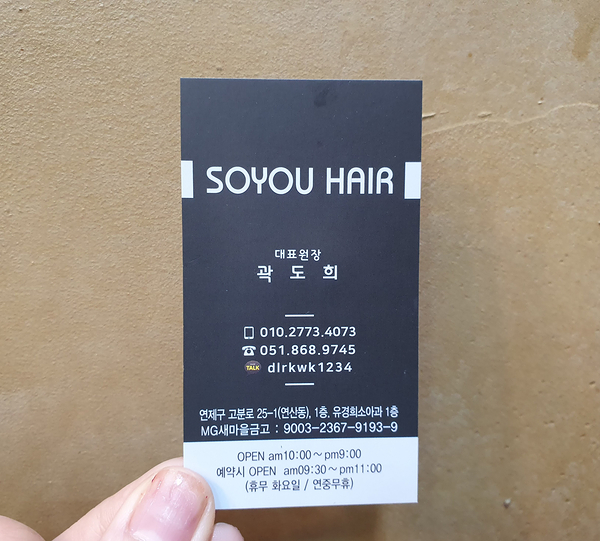 SOYOU HAIR
대표원장
곽 도 희
010.2773.4073
051.868.9745
TALK dlrkwk1234
연제구 고분로 25-1(연산동), 1층, 유경희소아과 1층
MG새마을금고 : 9003-2367-9193-9
OPEN am10:00~pm9:00
예약시 OPEN am09:30~pm11:00
(휴무 화요일 / 연중무휴)